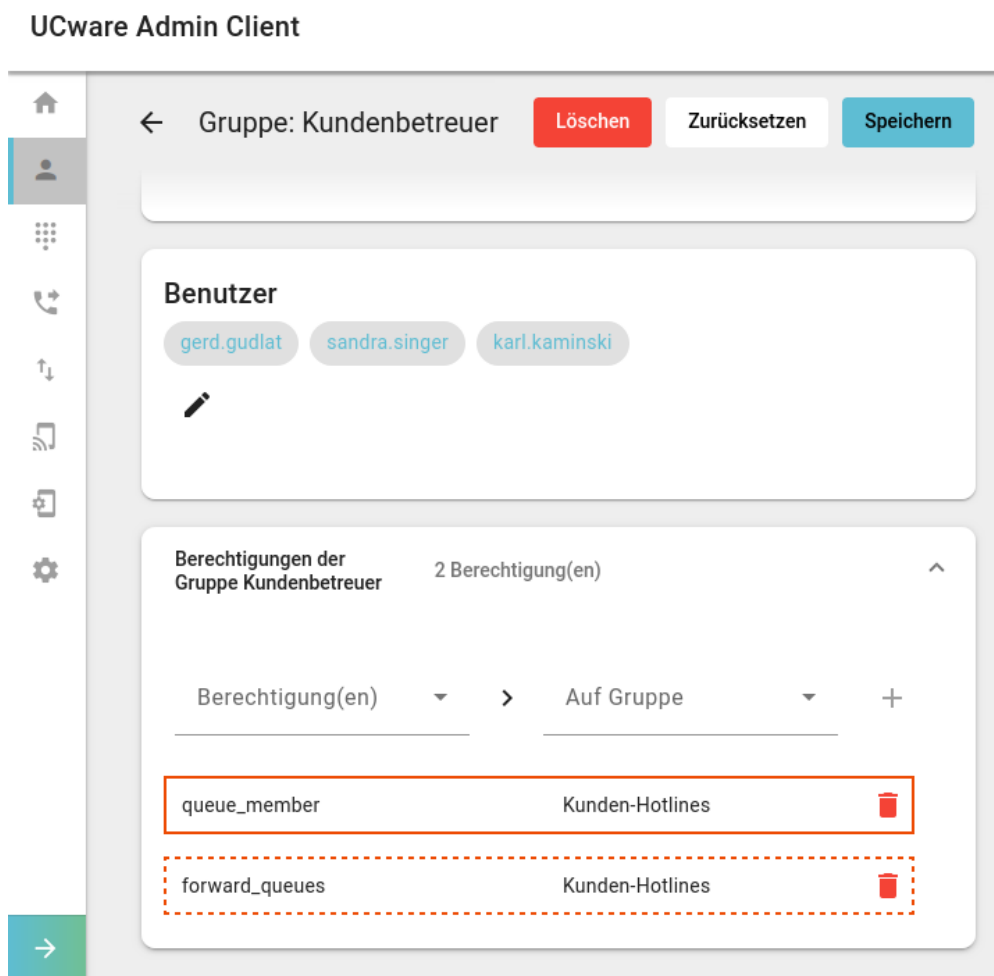 UCware Admin Client
Gruppe: Kundenbetreuer
Löschen
Zurücksetzen
Speichern
Benutzer
gerd.gudlat
sandra.singer
karl.kaminski
Berechtigungen der
Gruppe Kundenbetreuer
2 Berechtigung(en)
Berechtigung(en)
Auf Gruppe
queue_member
Kunden-Hotlines
forward_queues
Kunden-Hotlines